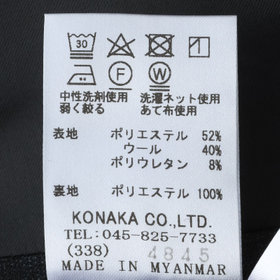 30
F W
中性洗剤使用 洗濯ネット使用
弱く絞る あて布使用
表地 ポリエステル 52%
ウール 40%
ポリウレタン 8%
裏地 ポリエステル 100%
KONAKA CO.,LTD.
TEL:045-825-7733
(338) 4845
MADE IN MYANMAR